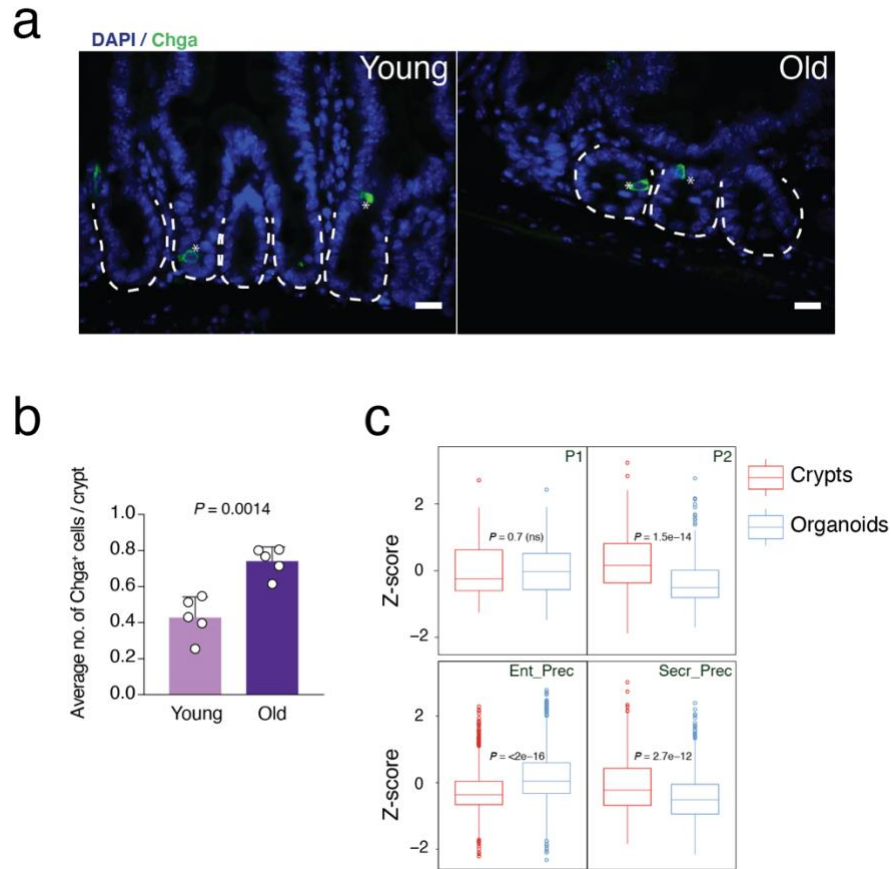 a
DAPI / Chga
Young
Old
*
*
*
*
b
Average no. of Chga⁺ cells / crypt
1.0
0.8
0.6
0.4
0.2
0.0
P = 0.0014
Young
Old
c
P1
P2
Z-score
2
0
−2
P = 0.7 (ns)
P = 1.5e−14
Crypts
Organoids
Ent_Prec
Secr_Prec
Z-score
2
0
−2
P = <2e−16
P = 2.7e−12